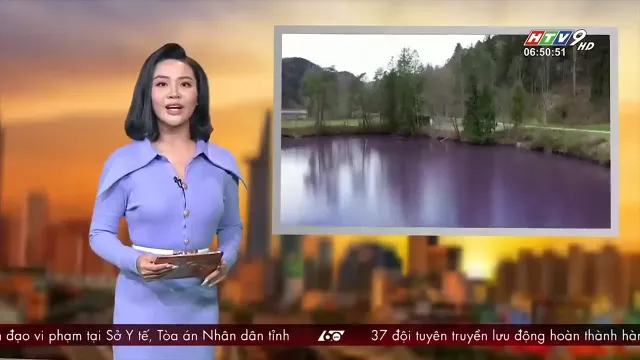 HTV9 HD
06:50:51
đạo vi phạm tại Sở Y tế, Tòa án Nhân dân tỉnh
60 37 đội tuyên truyền lưu động hoàn thành